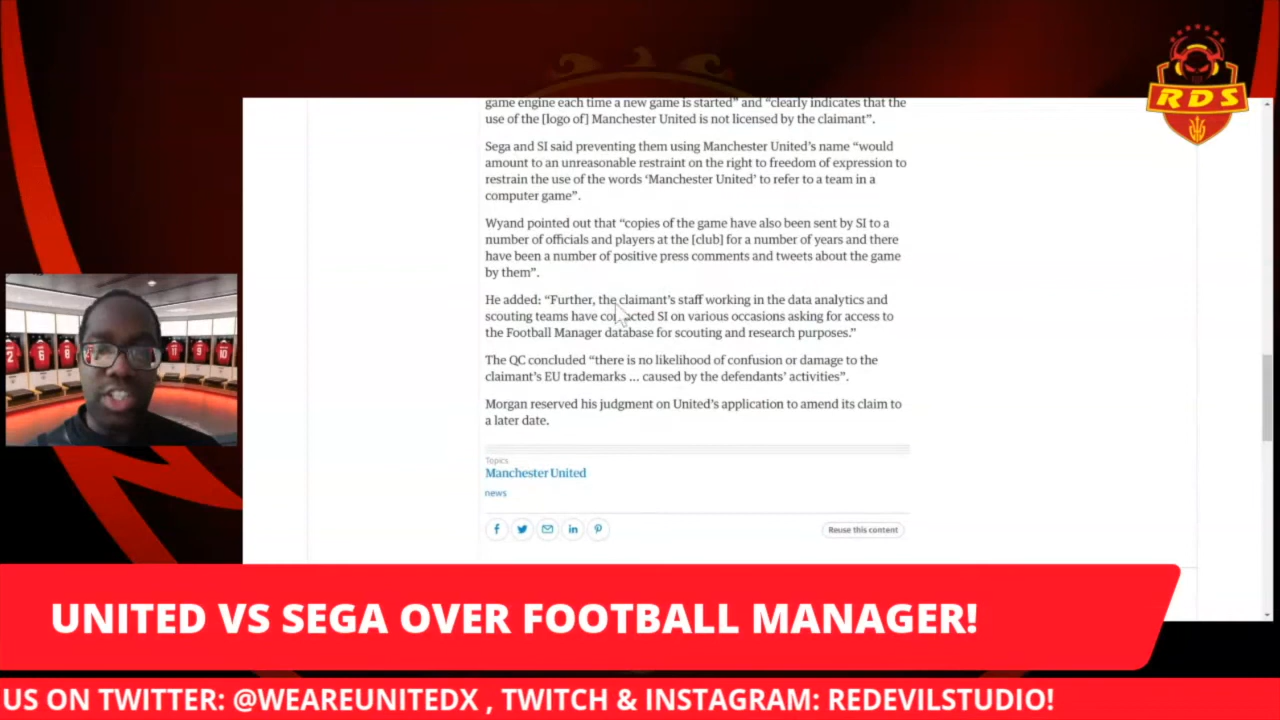 RDS
game engine each time a new game is started” and “clearly indicates that the
use of the [logo of] Manchester United is not licensed by the claimant”.
Sega and SI said preventing them using Manchester United’s name “would
amount to an unreasonable restraint on the right to freedom of expression to
restrain the use of the words ‘Manchester United’ to refer to a team in a
computer game”.
Wyand pointed out that “copies of the game have also been sent by SI to a
number of officials and players at the [club] for a number of years and there
have been a number of positive press comments and tweets about the game
by them”.
He added: “Further, the claimant’s staff working in the data analytics and
scouting teams have contacted SI on various occasions asking for access to
the Football Manager database for scouting and research purposes.”
The QC concluded “there is no likelihood of confusion or damage to the
claimant’s EU trademarks ... caused by the defendants’ activities”.
Morgan reserved his judgment on United’s application to amend its claim to
a later date.
Topics
Manchester United
news
Reuse this content
2 6 8 11 9 10
UNITED VS SEGA OVER FOOTBALL MANAGER!
US ON TWITTER: @WEAREUNITEDX , TWITCH & INSTAGRAM: REDEVILSTUDIO!